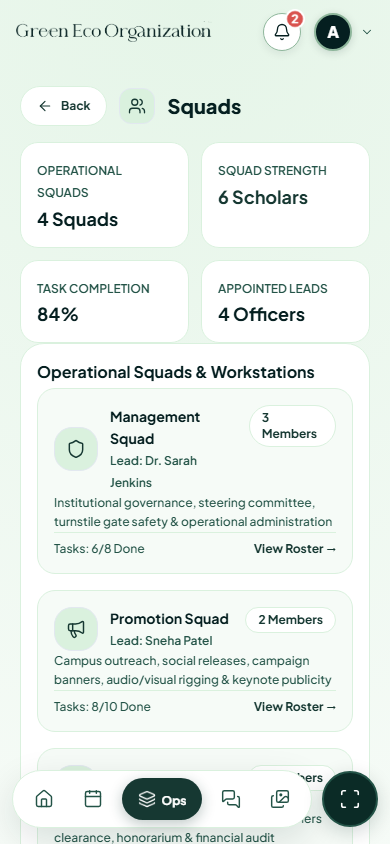 Green Eco Organization
2
A
Back
Squads
OPERATIONAL
SQUADS
4 Squads
SQUAD STRENGTH
6 Scholars
TASK COMPLETION
84%
APPOINTED LEADS
4 Officers
Operational Squads & Workstations
Management
Squad
3
Members
Lead: Dr. Sarah
Jenkins
Institutional governance, steering committee,
turnstile gate safety & operational administration
Tasks: 6/8 Done
View Roster →
Promotion Squad
2 Members
Lead: Sneha Patel
Campus outreach, social releases, campaign
banners, audio/visual rigging & keynote publicity
Tasks: 8/10 Done
View Roster →
Ops
clearance, honorarium & financial audit